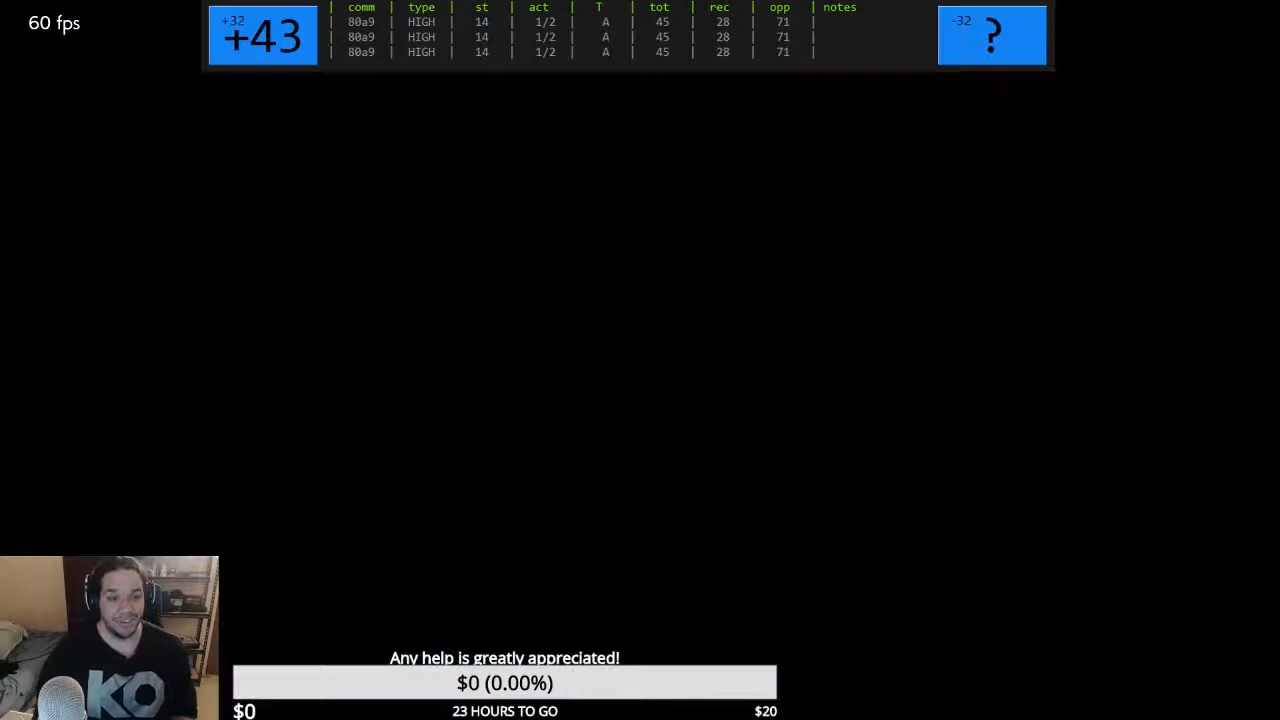 60 fps
+32
+43
| comm | type | st | act | T | tot | rec | opp | notes
| 80a9 | HIGH | 14 | 1/2 | A | 45 | 28 | 71 |
| 80a9 | HIGH | 14 | 1/2 | A | 45 | 28 | 71 |
| 80a9 | HIGH | 14 | 1/2 | A | 45 | 28 | 71 |
-32
?
KO
Any help is greatly appreciated!
$0 (0.00%)
$0 23 HOURS TO GO $20